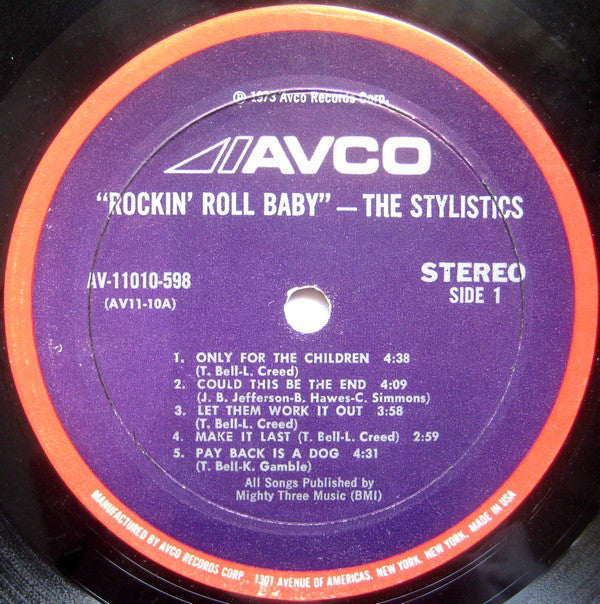 ℗ 1973 Avco Records Corp.
AVCO
“ROCKIN’ ROLL BABY” — THE STYLISTICS
AV-11010-598
(AV11-10A)
STEREO
SIDE 1
1. ONLY FOR THE CHILDREN 4:38
(T. Bell-L. Creed)
2. COULD THIS BE THE END 4:09
(J. B. Jefferson-B. Hawes-C. Simmons)
3. LET THEM WORK IT OUT 3:58
(T. Bell-L. Creed)
4. MAKE IT LAST (T. Bell-L. Creed) 2:59
5. PAY BACK IS A DOG 4:31
(T. Bell-K. Gamble)
All Songs Published by
Mighty Three Music (BMI)
MANUFACTURED BY AVCO RECORDS CORP., 1301 AVENUE OF AMERICAS, NEW YORK, NEW YORK. MADE IN USA